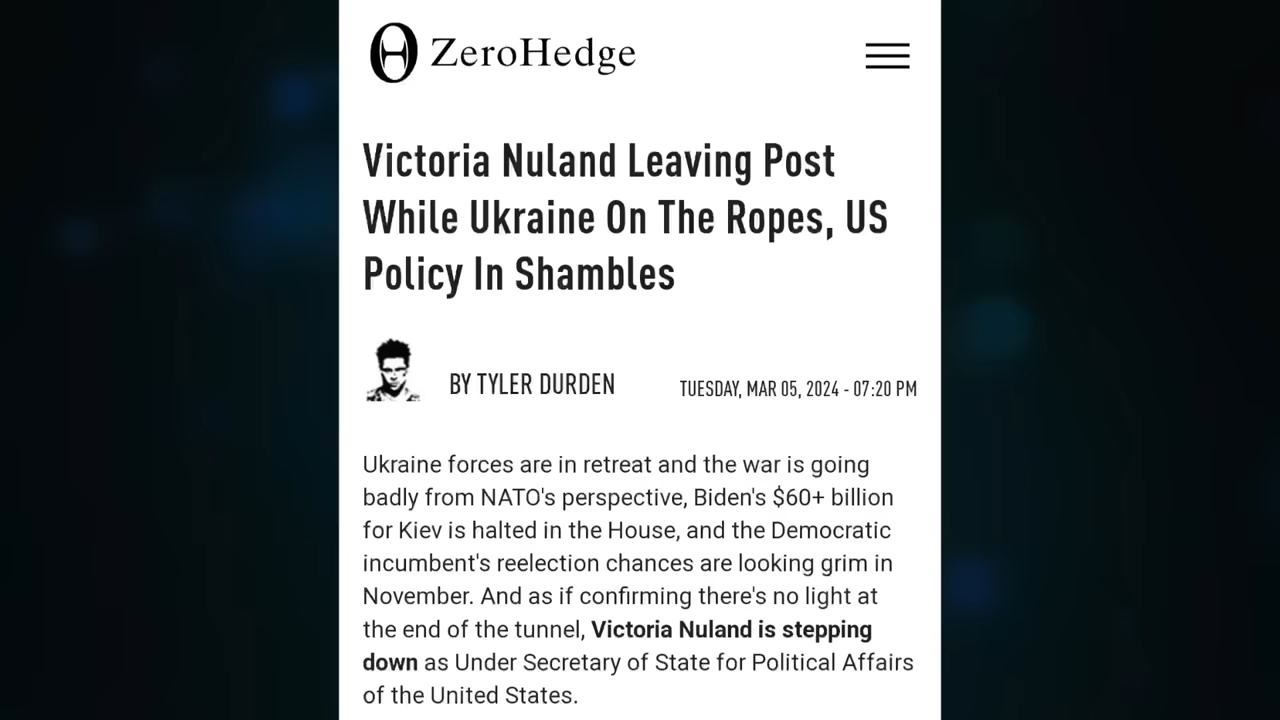 ZeroHedge
Victoria Nuland Leaving Post
While Ukraine On The Ropes, US
Policy In Shambles
BY TYLER DURDEN
TUESDAY, MAR 05, 2024 - 07:20 PM
Ukraine forces are in retreat and the war is going
badly from NATO's perspective, Biden's $60+ billion
for Kiev is halted in the House, and the Democratic
incumbent's reelection chances are looking grim in
November. And as if confirming there's no light at
the end of the tunnel, Victoria Nuland is stepping
down as Under Secretary of State for Political Affairs
of the United States.